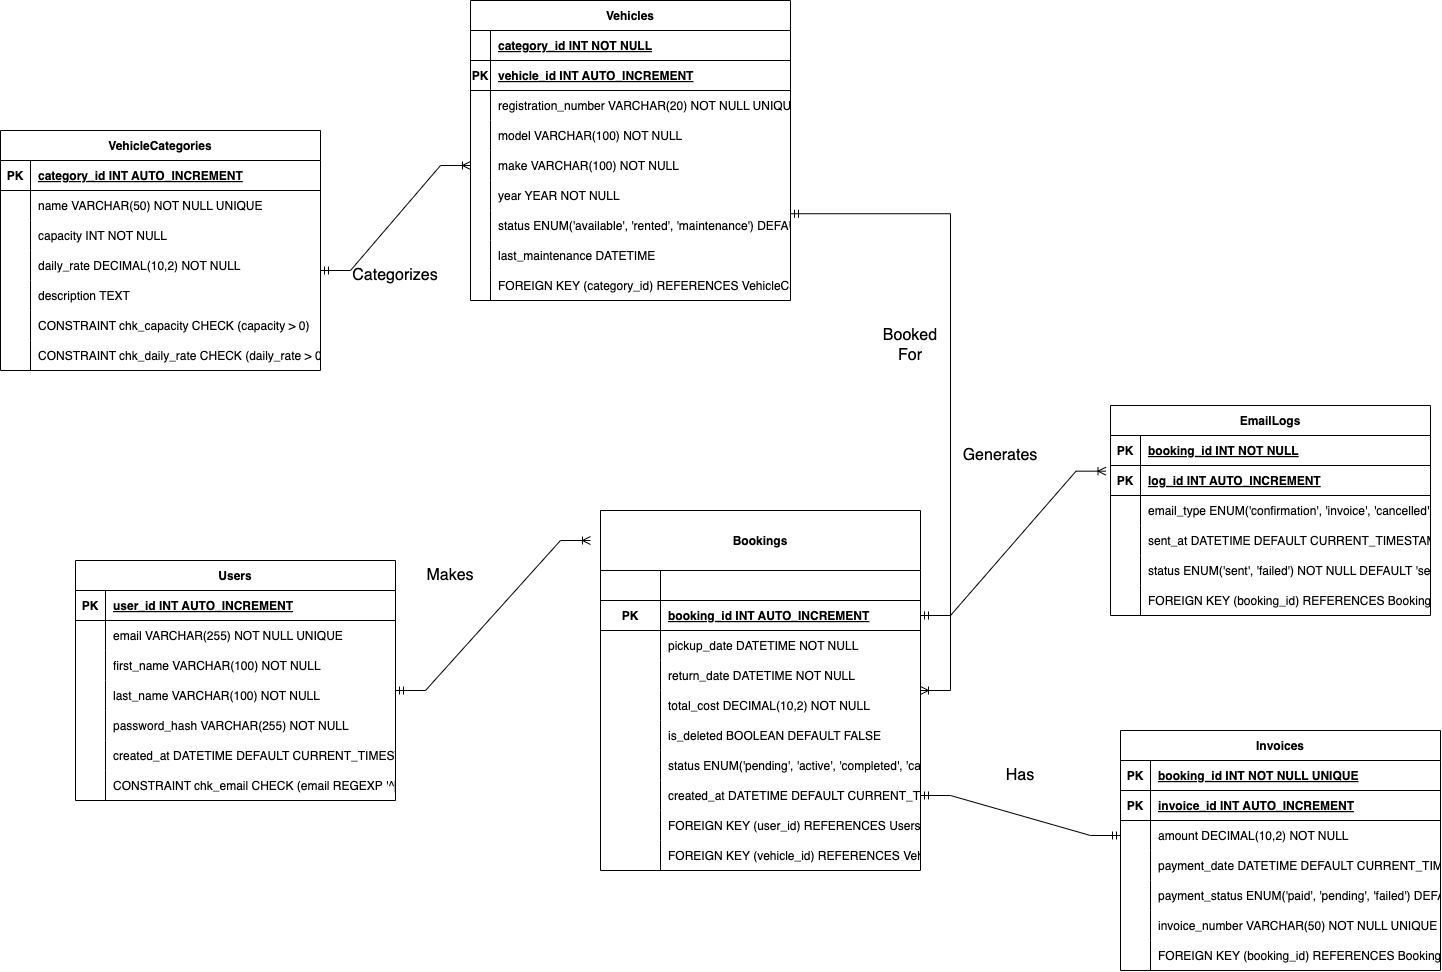 Vehicles
category_id INT NOT NULL
PK vehicle_id INT AUTO_INCREMENT
registration_number VARCHAR(20) NOT NULL UNIQU
model VARCHAR(100) NOT NULL
make VARCHAR(100) NOT NULL
year YEAR NOT NULL
status ENUM('available', 'rented', 'maintenance') DEFA
last_maintenance DATETIME
FOREIGN KEY (category_id) REFERENCES VehicleC
VehicleCategories
PK category_id INT AUTO_INCREMENT
name VARCHAR(50) NOT NULL UNIQUE
capacity INT NOT NULL
daily_rate DECIMAL(10,2) NOT NULL
description TEXT
CONSTRAINT chk_capacity CHECK (capacity > 0)
CONSTRAINT chk_daily_rate CHECK (daily_rate > 0
Categorizes
Booked
For
Generates
EmailLogs
PK booking_id INT NOT NULL
PK log_id INT AUTO_INCREMENT
email_type ENUM('confirmation', 'invoice', 'cancelled'
sent_at DATETIME DEFAULT CURRENT_TIMESTAM
status ENUM('sent', 'failed') NOT NULL DEFAULT 'se
FOREIGN KEY (booking_id) REFERENCES Booking
Makes
Users
PK user_id INT AUTO_INCREMENT
email VARCHAR(255) NOT NULL UNIQUE
first_name VARCHAR(100) NOT NULL
last_name VARCHAR(100) NOT NULL
password_hash VARCHAR(255) NOT NULL
created_at DATETIME DEFAULT CURRENT_TIMES
CONSTRAINT chk_email CHECK (email REGEXP '^
Bookings
PK booking_id INT AUTO_INCREMENT
pickup_date DATETIME NOT NULL
return_date DATETIME NOT NULL
total_cost DECIMAL(10,2) NOT NULL
is_deleted BOOLEAN DEFAULT FALSE
status ENUM('pending', 'active', 'completed', 'ca
created_at DATETIME DEFAULT CURRENT_T
FOREIGN KEY (user_id) REFERENCES Users
FOREIGN KEY (vehicle_id) REFERENCES Veh
Has
Invoices
PK booking_id INT NOT NULL UNIQUE
PK invoice_id INT AUTO_INCREMENT
amount DECIMAL(10,2) NOT NULL
payment_date DATETIME DEFAULT CURRENT_TIM
payment_status ENUM('paid', 'pending', 'failed') DEFA
invoice_number VARCHAR(50) NOT NULL UNIQUE
FOREIGN KEY (booking_id) REFERENCES Booking